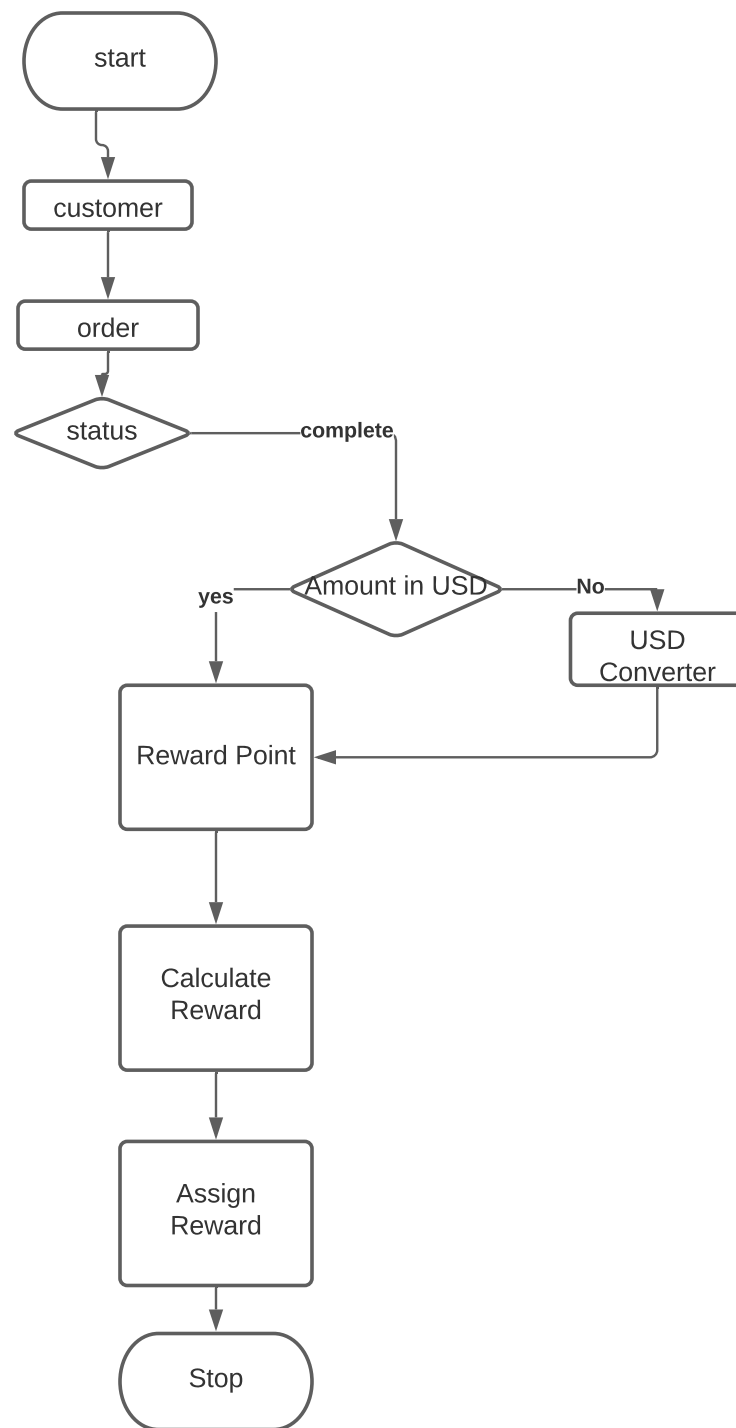 start
customer
order
status
complete
Amount in USD
yes
No
USD
Converter
Reward Point
Calculate
Reward
Assign
Reward
Stop